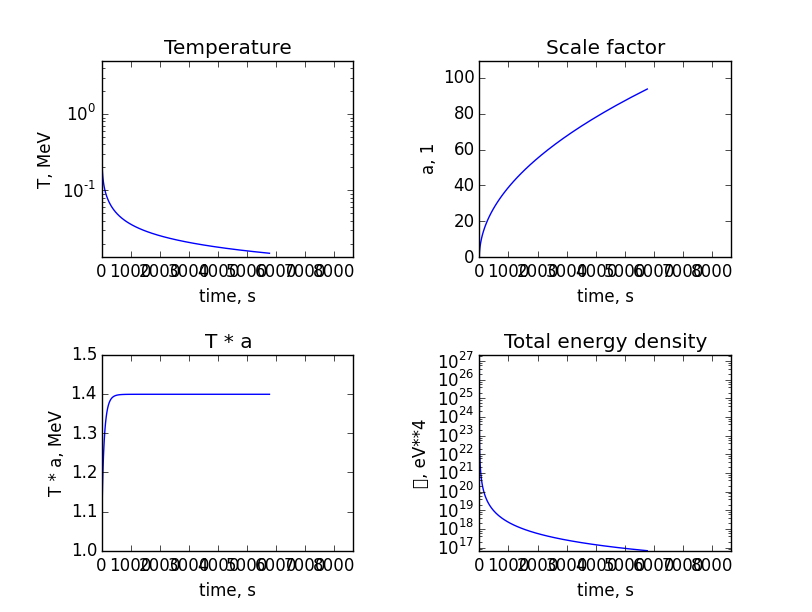 Temperature
Scale factor
T, MeV
10^0
10^-1
0 1000 2000 3000 4000 5000 6000 7000 8000
time, s
a, 1
100
80
60
40
20
0
0 1000 2000 3000 4000 5000 6000 7000 8000
time, s
T * a
Total energy density
T * a, MeV
1.5
1.4
1.3
1.2
1.1
1.0
0 1000 2000 3000 4000 5000 6000 7000 8000
time, s
▯, eV**4
10^27
10^26
10^25
10^24
10^23
10^22
10^21
10^20
10^19
10^18
10^17
0 1000 2000 3000 4000 5000 6000 7000 8000
time, s